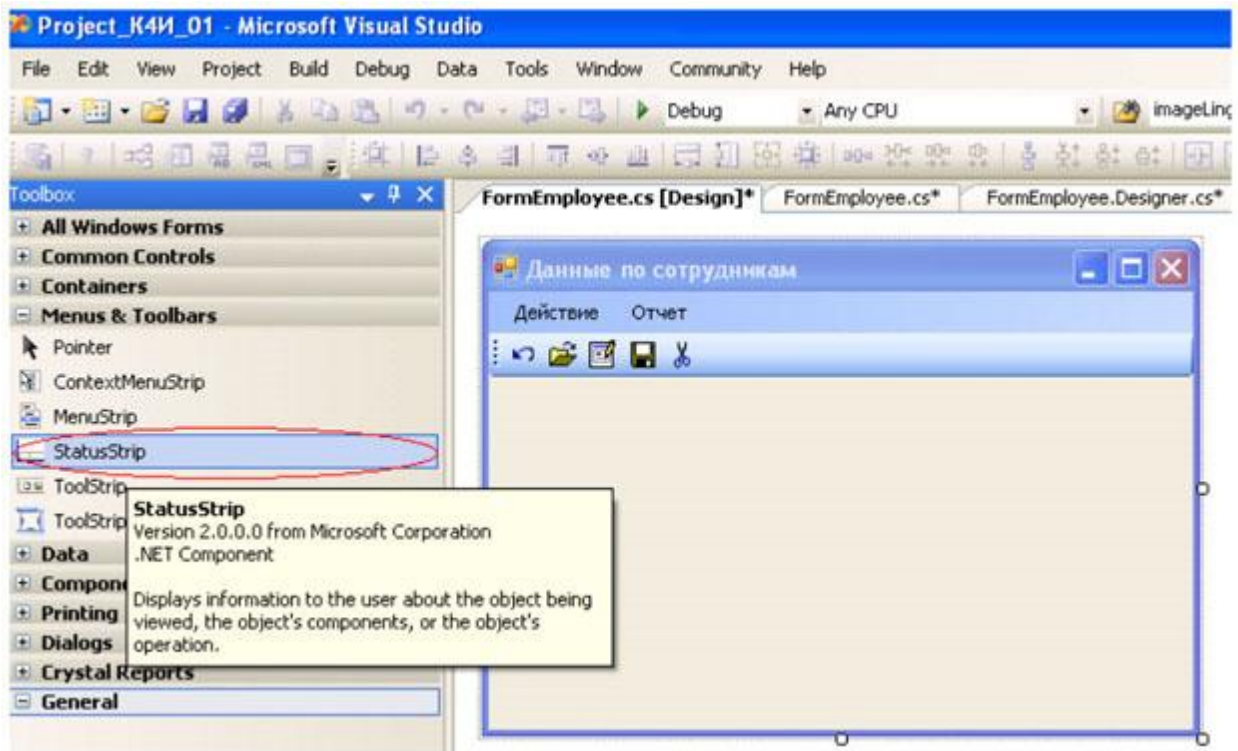 Project_К4И_01 - Microsoft Visual Studio
File Edit View Project Build Debug Data Tools Window Community Help
Debug Any CPU imageLing
Toolbox
FormEmployee.cs [Design]* FormEmployee.cs* FormEmployee.Designer.cs*
All Windows Forms
Common Controls
Containers
Menus & Toolbars
Pointer
ContextMenuStrip
MenuStrip
StatusStrip
ToolStrip
ToolStrip
Data
Compone
Printing
Dialogs
Crystal Reports
General
StatusStrip
Version 2.0.0.0 from Microsoft Corporation
.NET Component
Displays information to the user about the object being
viewed, the object's components, or the object's
operation.
Данные по сотрудникам
Действие Отчет